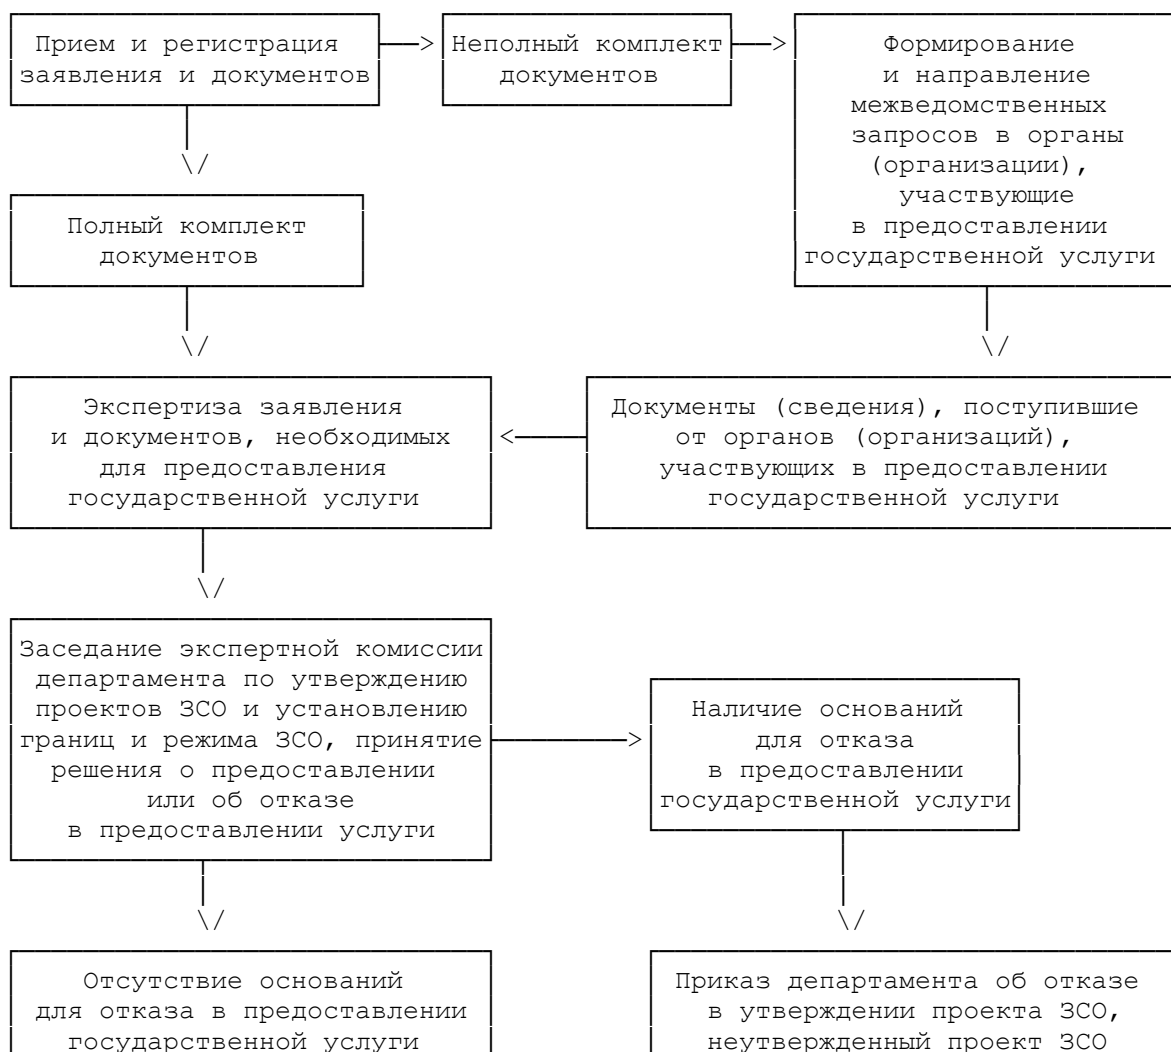 Прием и регистрация
заявления и документов
Неполный комплект
документов
Формирование
и направление
межведомственных
запросов в органы
(организации),
участвующие
в предоставлении
государственной услуги
Полный комплект
документов
Экспертиза заявления
и документов, необходимых
для предоставления
государственной услуги
Документы (сведения), поступившие
от органов (организаций),
участвующих в предоставлении
государственной услуги
Заседание экспертной комиссии
департамента по утверждению
проектов ЗСО и установлению
границ и режима ЗСО, принятие
решения о предоставлении
или об отказе
в предоставлении услуги
Наличие оснований
для отказа
в предоставлении
государственной услуги
Отсутствие оснований
для отказа в предоставлении
государственной услуги
Приказ департамента об отказе
в утверждении проекта ЗСО,
неутвержденный проект ЗСО